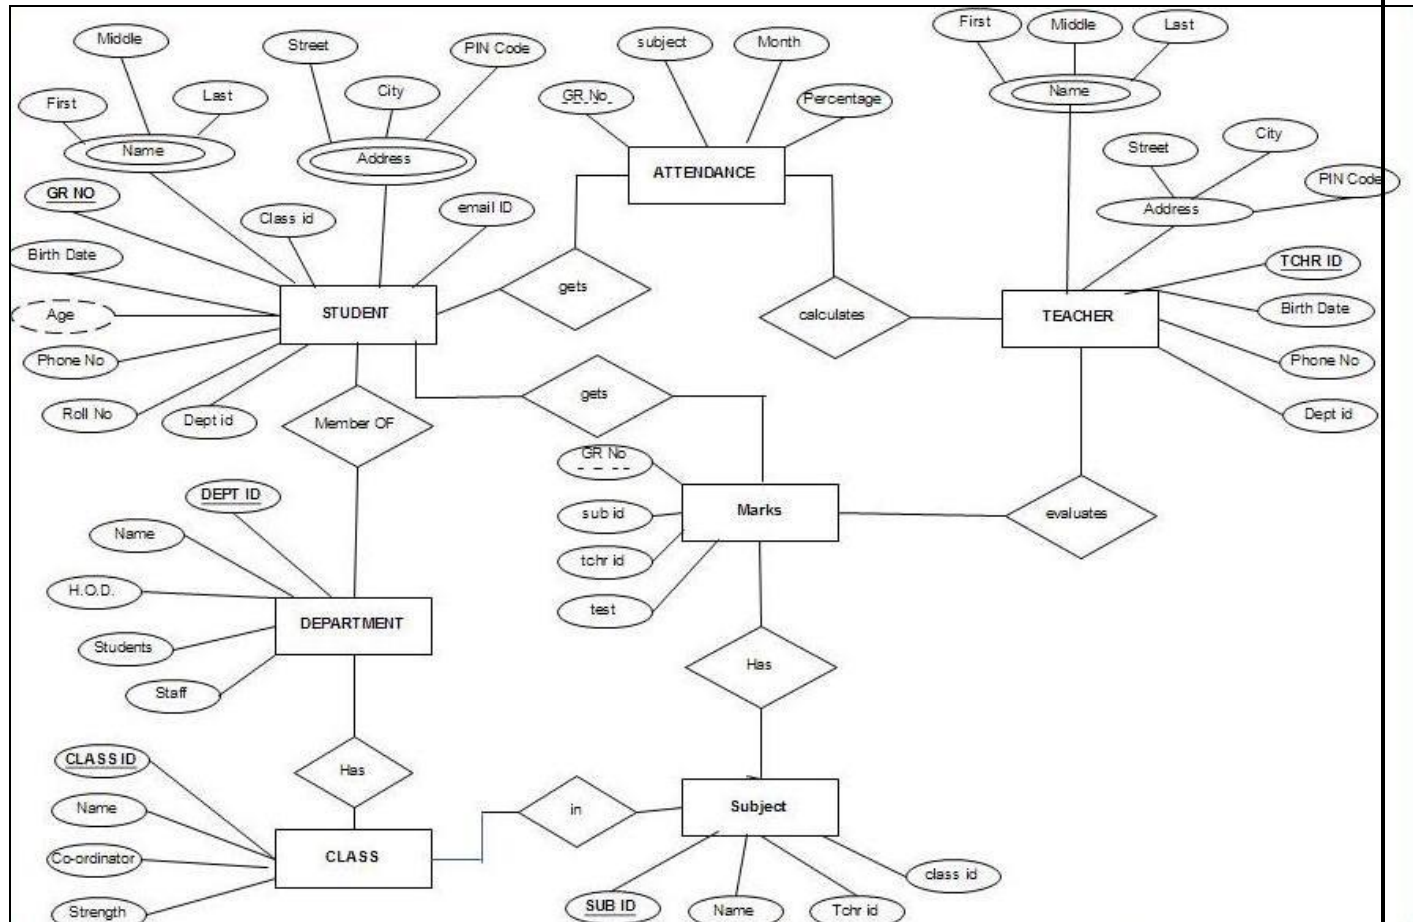 First
Middle
Last
Middle
Street
PIN Code
subject
Month
City
First
Last
GR No
Percentage
Name
Name
Address
ATTENDANCE
Street
City
PIN Code
GR NO
Class id
email ID
Address
Birth Date
gets
TCHR ID
Age
STUDENT
calculates
TEACHER
Birth Date
Phone No
Phone No
gets
Roll No
Dept id
Member OF
Dept id
GR No
DEPT ID
sub id
Marks
evaluates
Name
tchr id
H.O.D.
test
DEPARTMENT
Students
Has
Staff
CLASS ID
Has
Name
in
Subject
Co-ordinator
CLASS
class id
Strength
SUB ID
Name
Tchr id